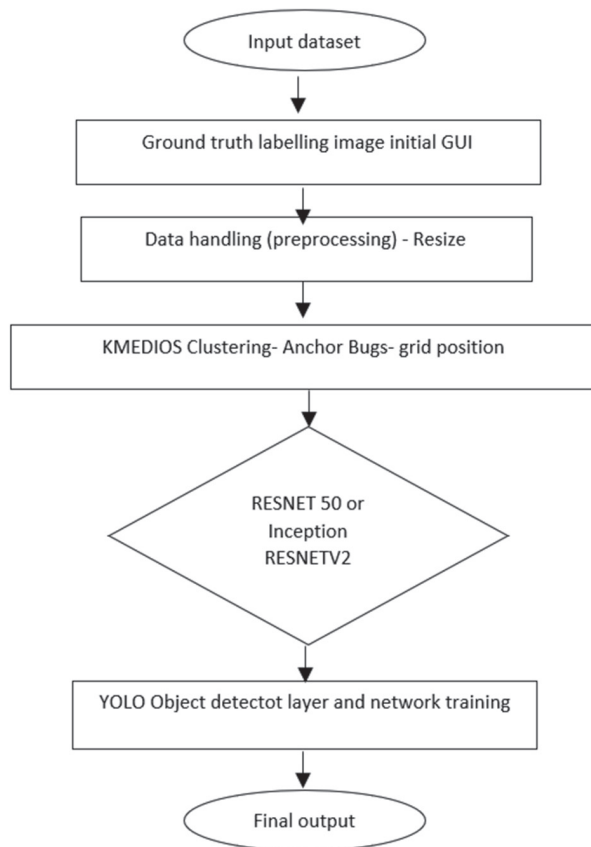 Input dataset
Ground truth labelling image initial GUI
Data handling (preprocessing) - Resize
KMEDIOS Clustering- Anchor Bugs- grid position
RESNET 50 or
Inception
RESNETV2
YOLO Object detectot layer and network training
Final output